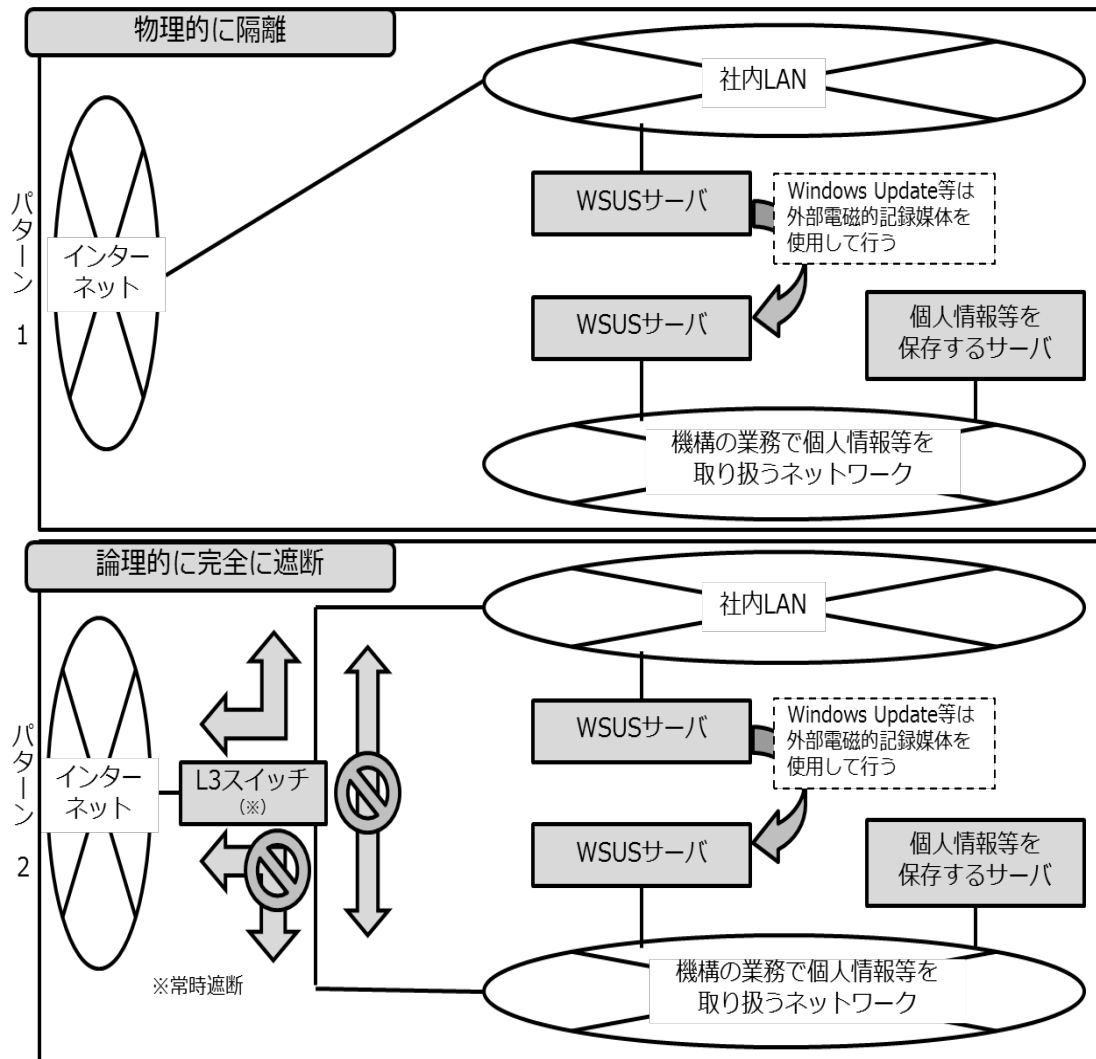 物理的に隔離
社内LAN
パターン 1
インター
ネット
WSUSサーバ
Windows Update等は
外部電磁的記録媒体を
使用して行う
WSUSサーバ
個人情報等を
保存するサーバ
機構の業務で個人情報等を
取り扱うネットワーク
論理的に完全に遮断
社内LAN
パターン 2
インター
ネット
L3スイッチ
（※）
WSUSサーバ
Windows Update等は
外部電磁的記録媒体を
使用して行う
WSUSサーバ
個人情報等を
保存するサーバ
※常時遮断
機構の業務で個人情報等を
取り扱うネットワーク